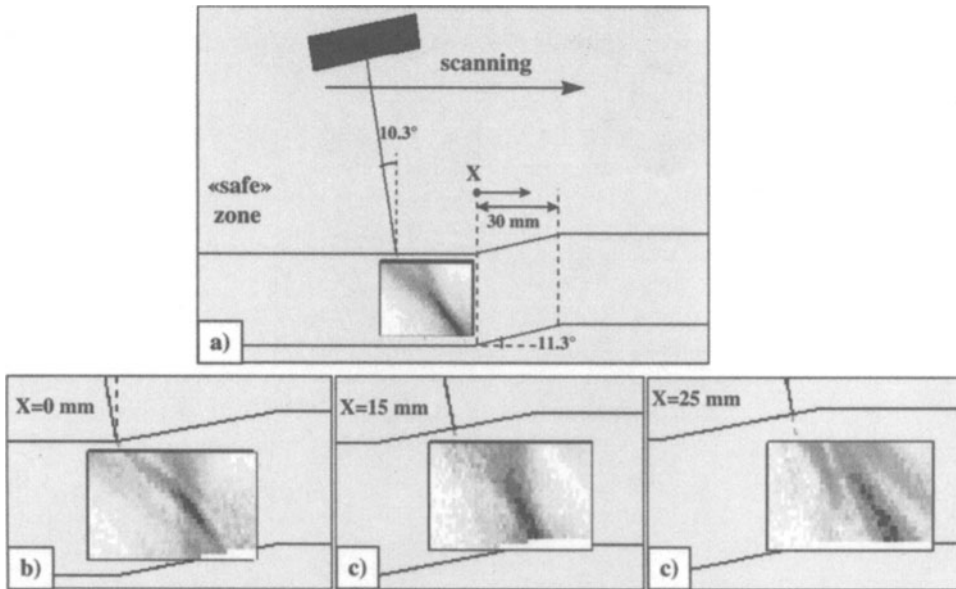 scanning
10.3°
X
«safe»
zone
30 mm
11.3°
a)
X=0 mm
X=15 mm
X=25 mm
b)
c)
c)